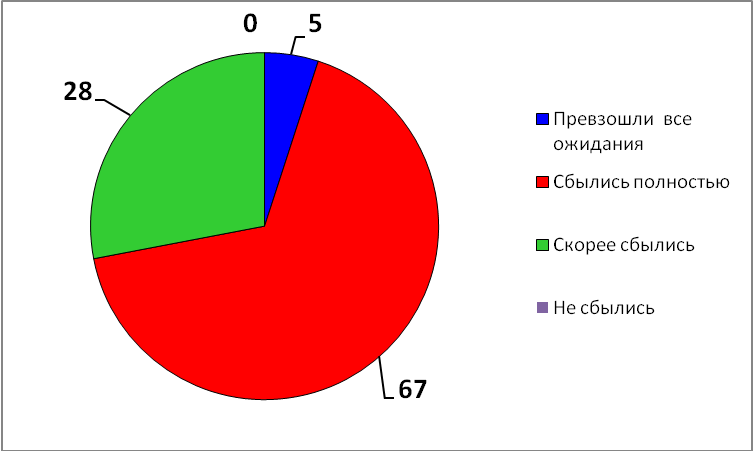 0
5
28
67
Превзошли все
ожидания
Сбылись полностью
Скорее сбылись
Не сбылись